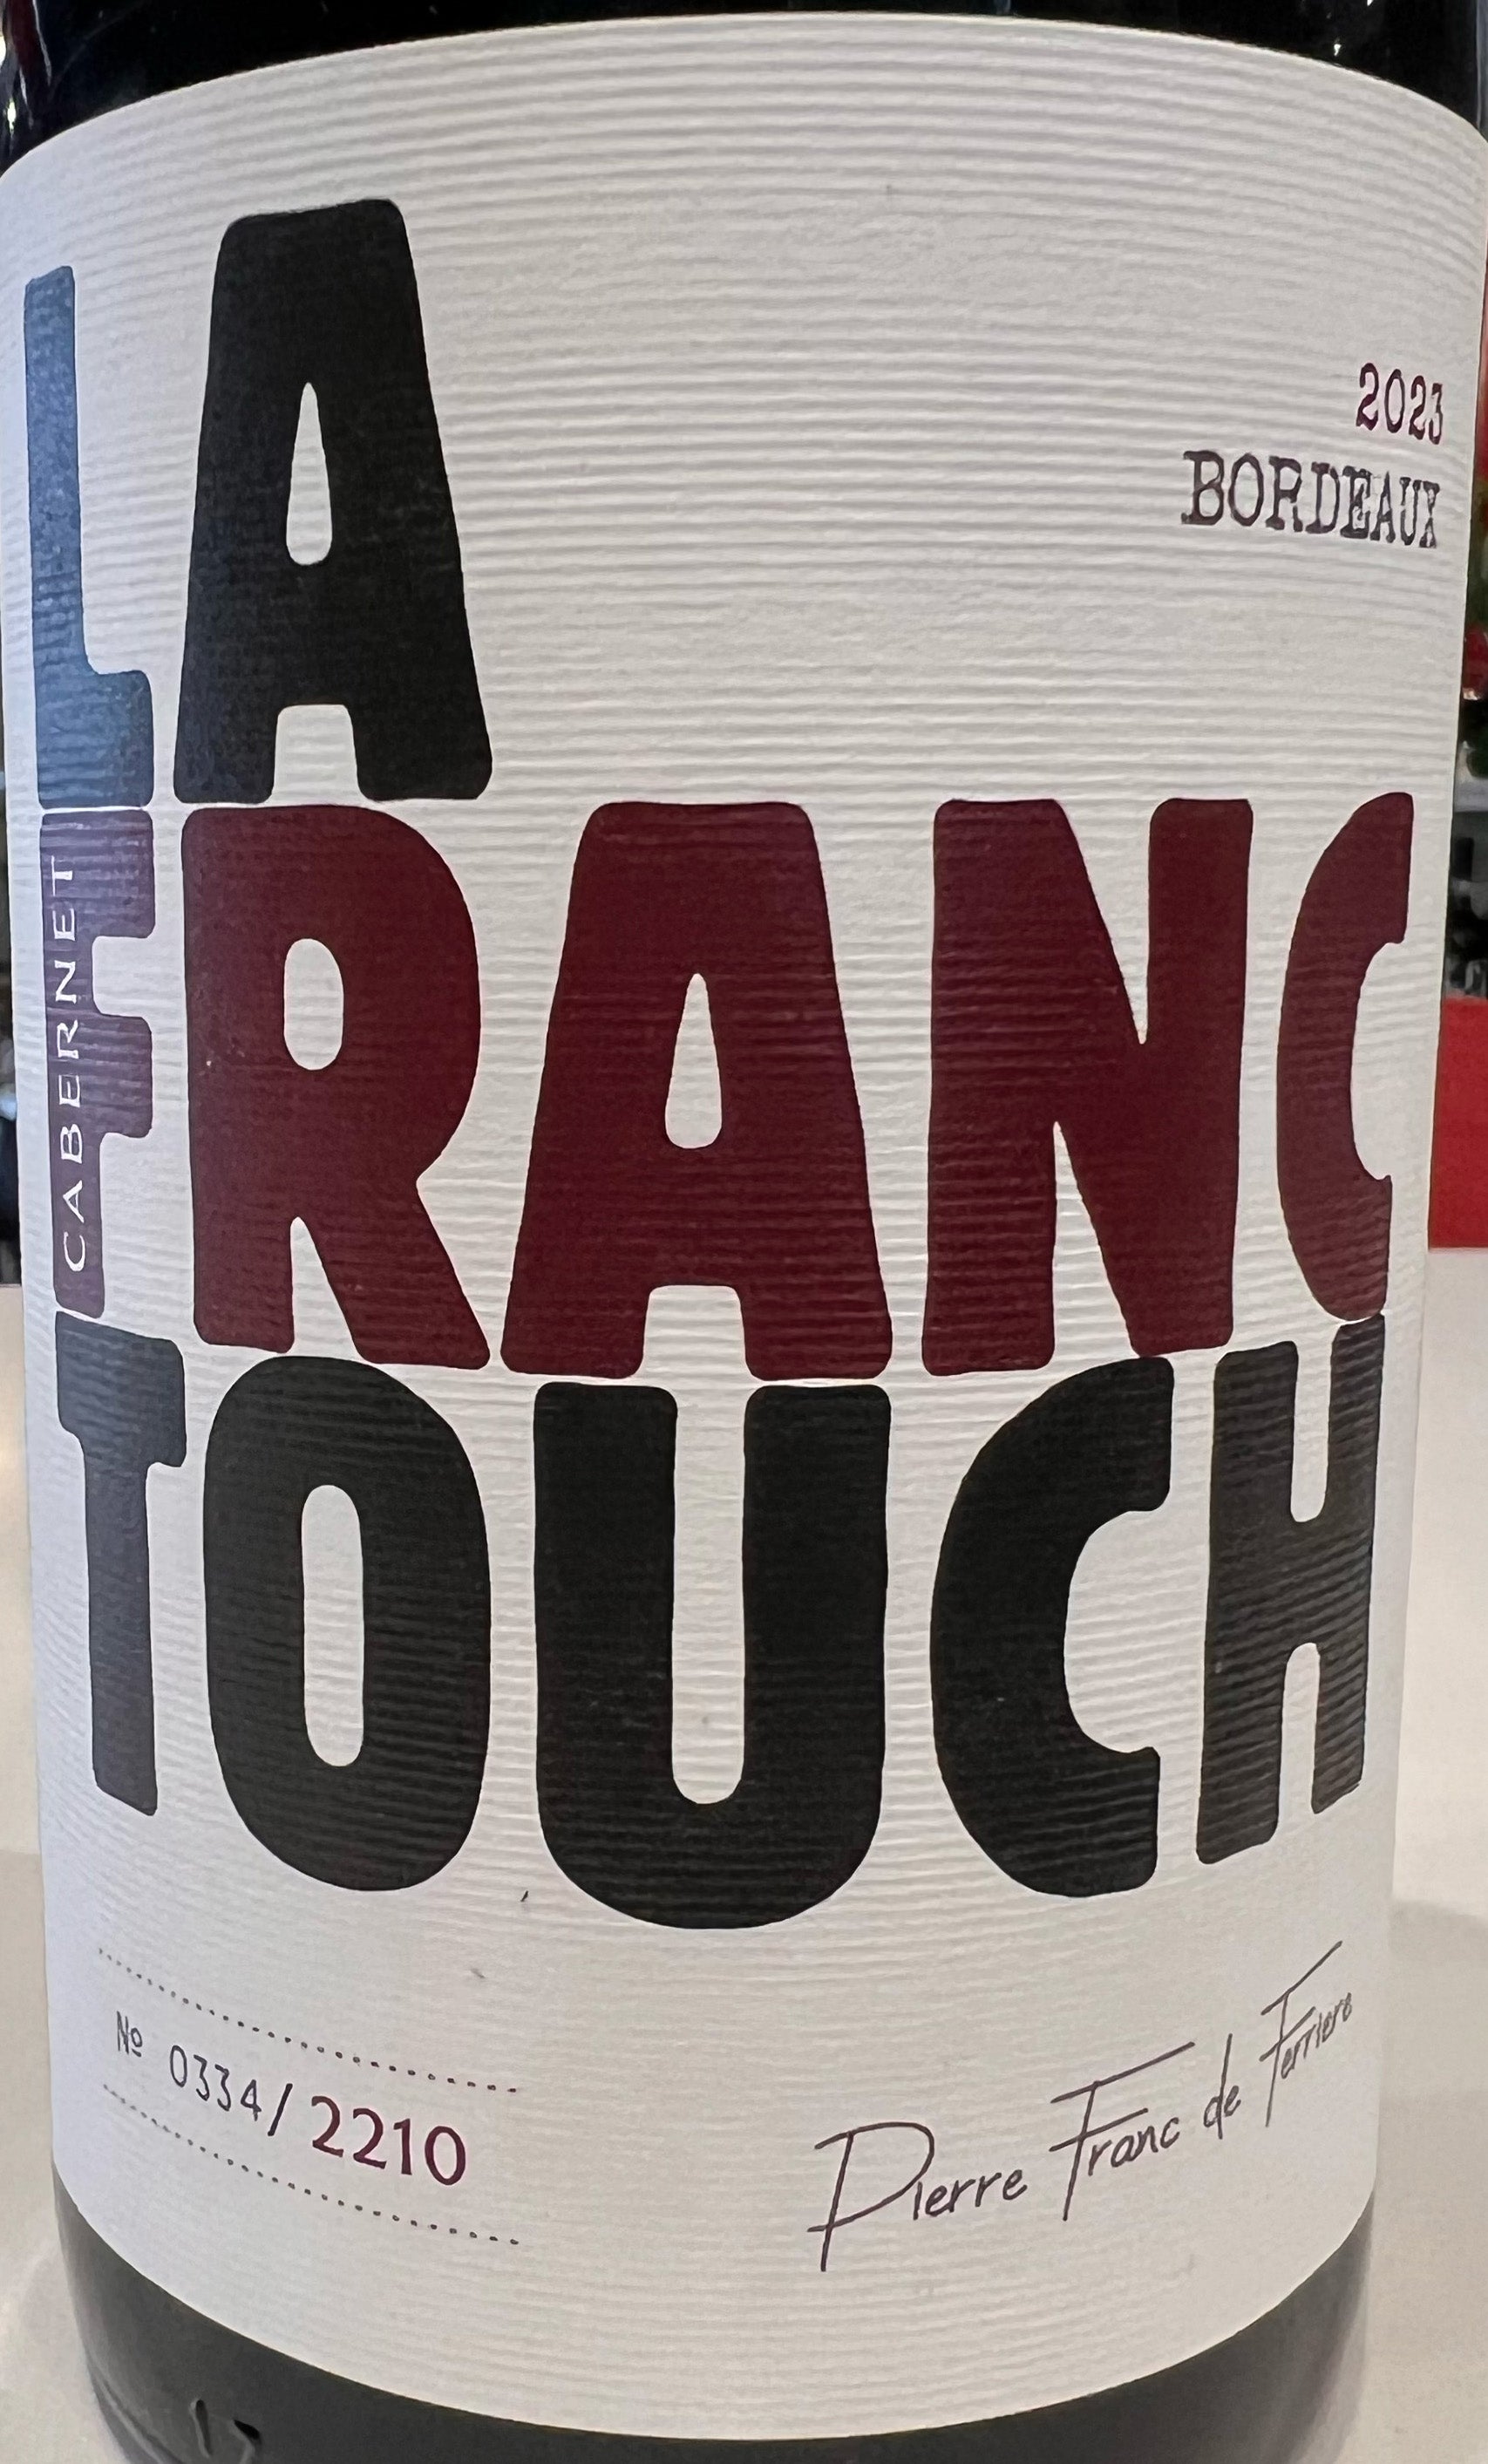 LA
2023
BORDEAUX
CABERNET
FRANC
TOUCH
Nº 0334/2210
Pierre Franc de Ferriere